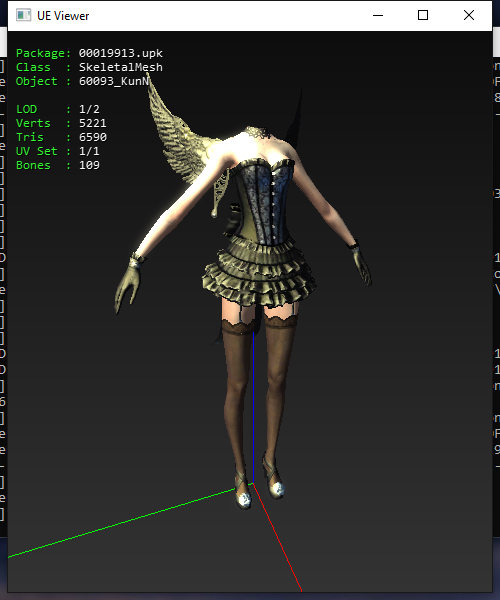 UE Viewer
Package: 00019913.upk
Class : SkeletalMesh
Object : 60093_KunN
LOD : 1/2
Verts : 5221
Tris : 6590
UV Set : 1/1
Bones : 109